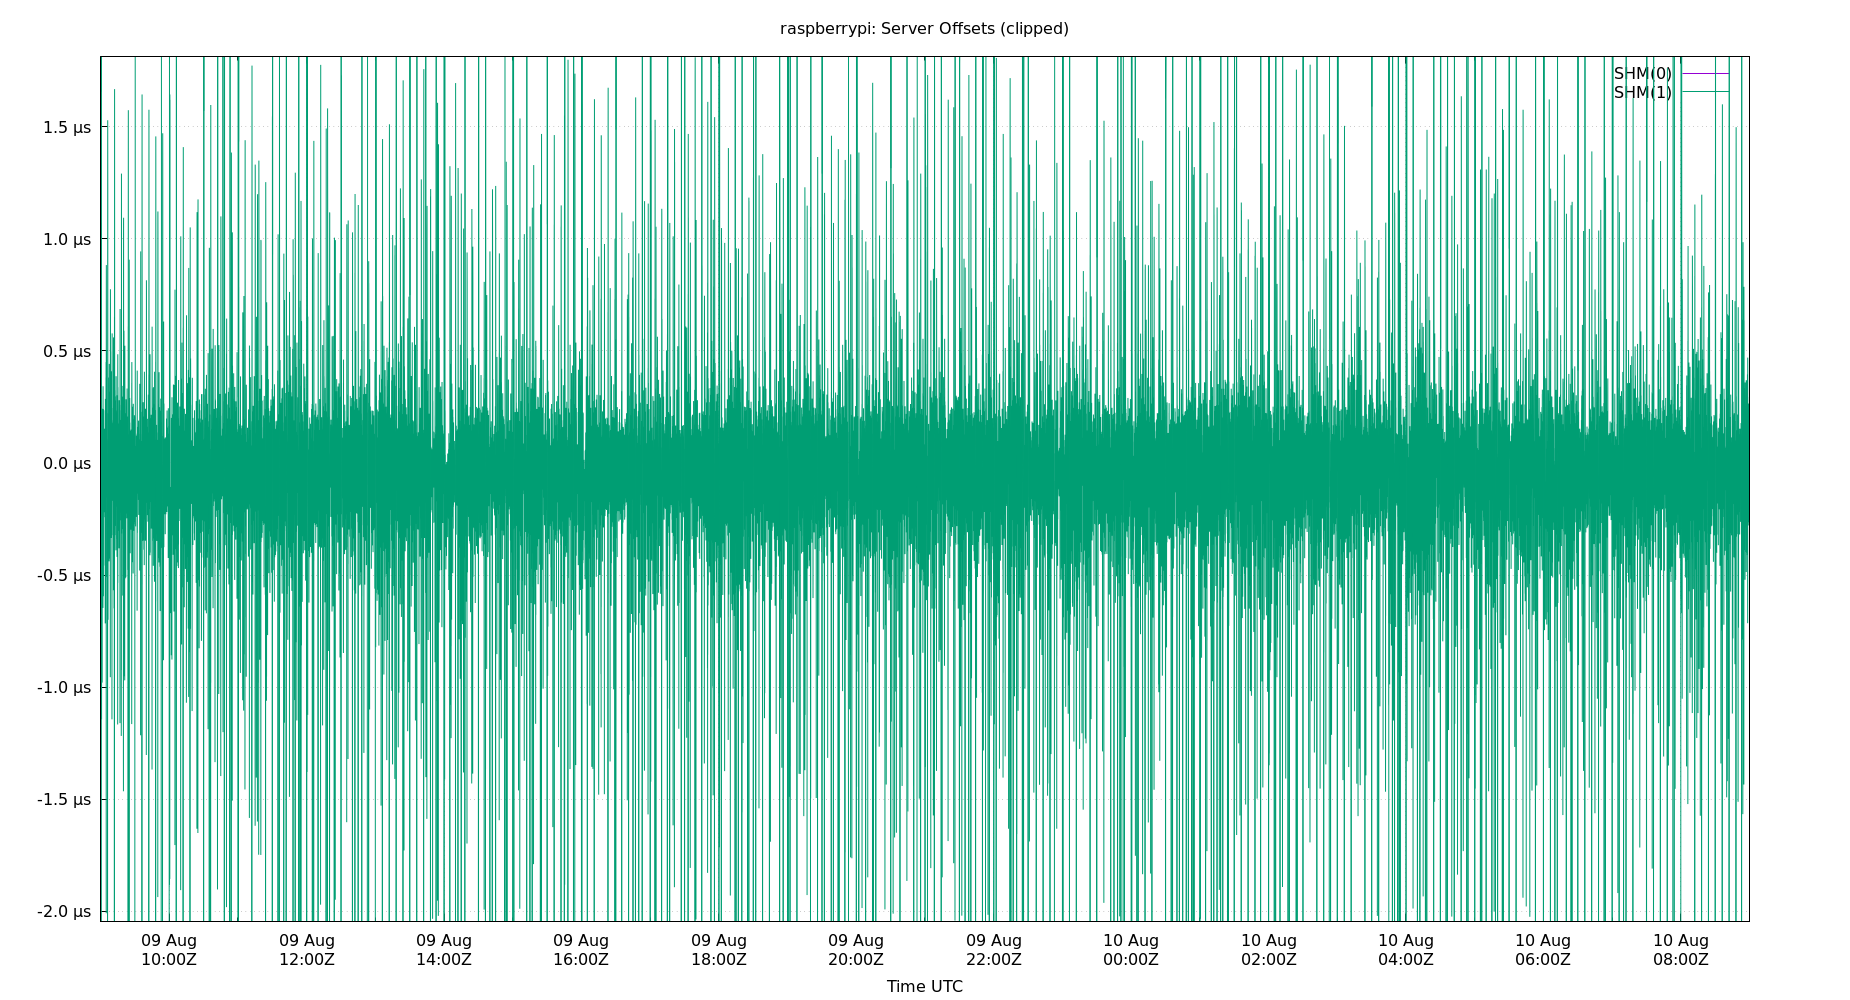 raspberrypi: Server Offsets (clipped)
SHM(0)
SHM(1)
1.5 µs
1.0 µs
0.5 µs
0.0 µs
-0.5 µs
-1.0 µs
-1.5 µs
-2.0 µs
09 Aug 09 Aug 09 Aug 09 Aug 09 Aug 09 Aug 09 Aug 10 Aug 10 Aug 10 Aug 10 Aug 10 Aug
10:00Z 12:00Z 14:00Z 16:00Z 18:00Z 20:00Z 22:00Z 00:00Z 02:00Z 04:00Z 06:00Z 08:00Z
Time UTC